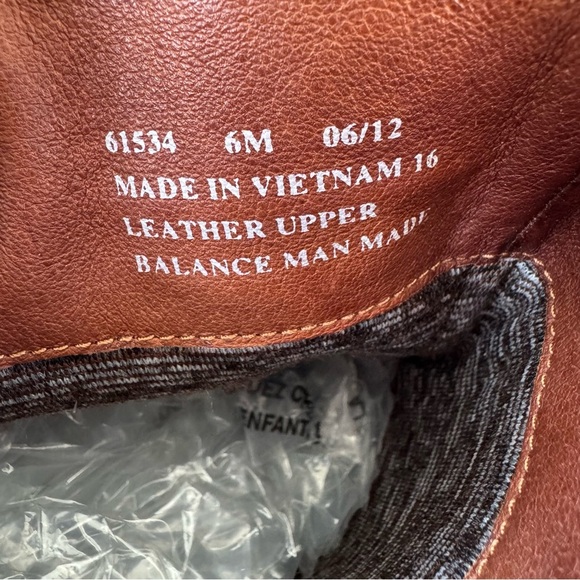 61534 6M 06/12
MADE IN VIETNAM 16
LEATHER UPPER
BALANCE MAN MADE
ENFANT